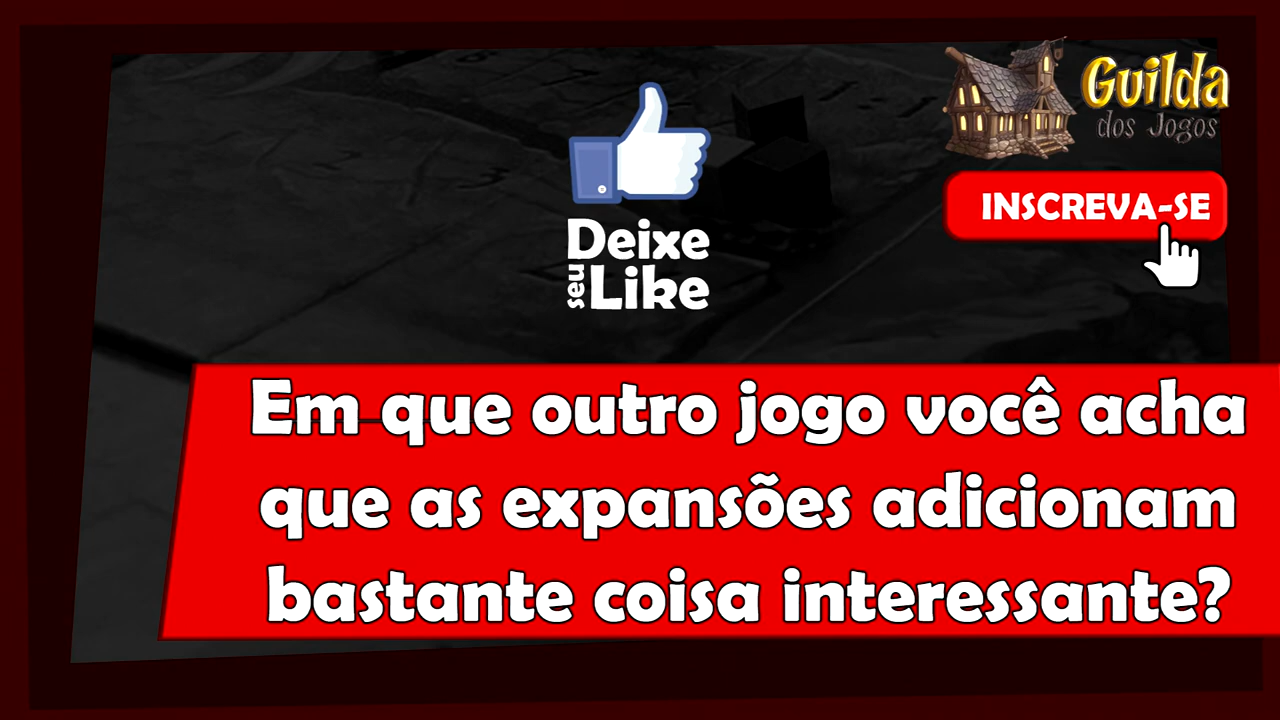 Guilda
dos Jogos
INSCREVA-SE
Deixe
seu Like
Em que outro jogo você acha
que as expansões adicionam
bastante coisa interessante?